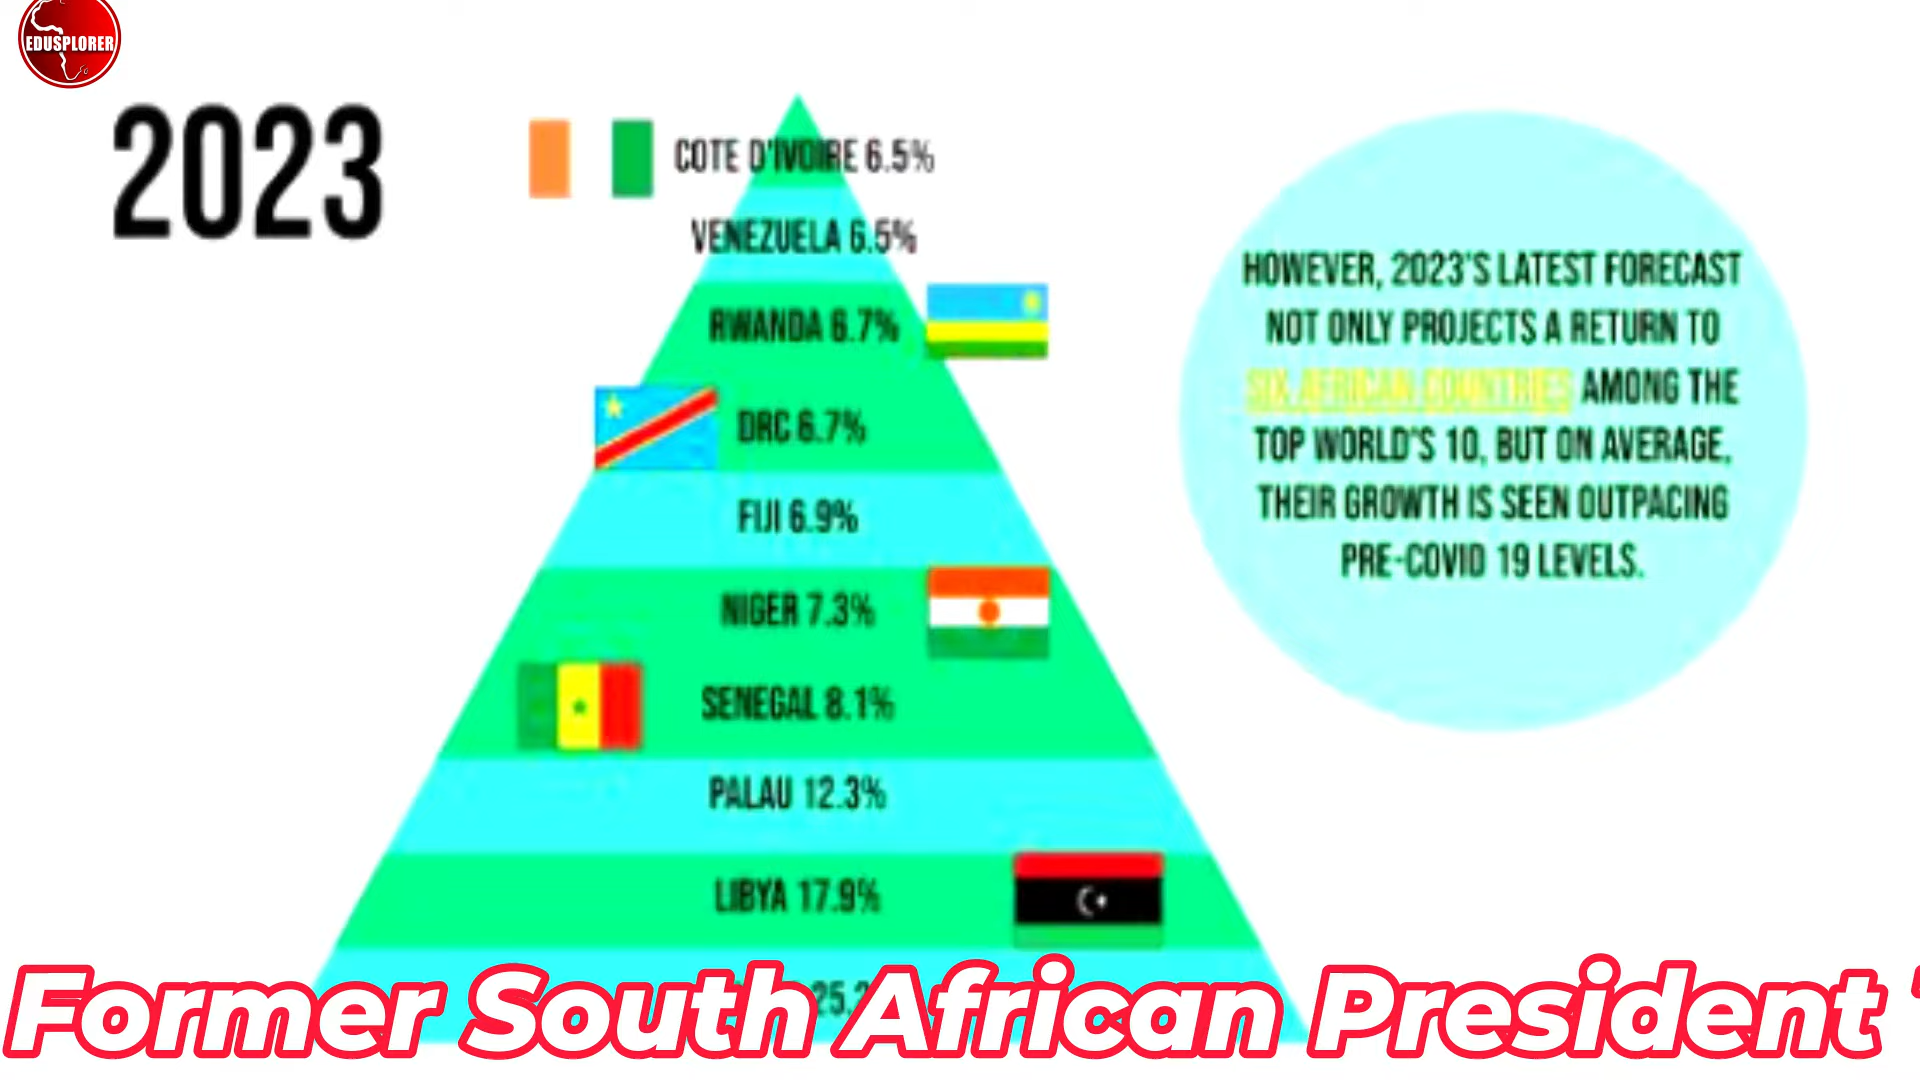 EDUSPLORER
2023
COTE D'IVOIRE 6.5%
VENEZUELA 6.5%
RWANDA 6.7%
DRC 6.7%
FIJI 6.9%
NIGER 7.3%
SENEGAL 8.1%
PALAU 12.3%
LIBYA 17.9%
HOWEVER, 2023'S LATEST FORECAST
NOT ONLY PROJECTS A RETURN TO
SIX AFRICAN COUNTRIES AMONG THE
TOP WORLD'S 10, BUT ON AVERAGE,
THEIR GROWTH IS SEEN OUTPACING
PRE-COVID 19 LEVELS.
Former South African President